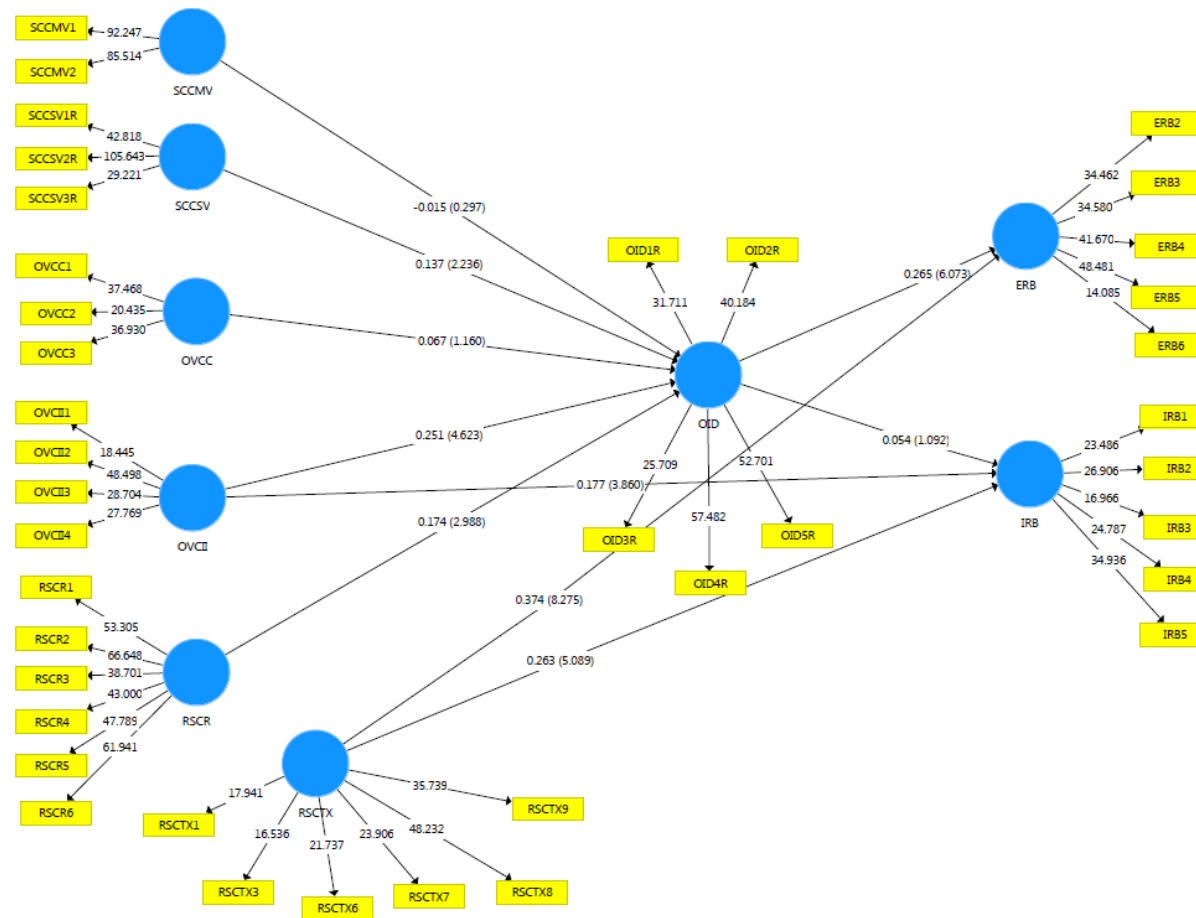 SCCMV1
92.247
85.514
SCCMV2
SCCMV
SCCSV1R
42.818
SCCSV2R
105.643
29.221
SCCSV3R
SCCSV
-0.015 (0.297)
0.137 (2.236)
OVCC1
37.468
OVCC2
20.435
36.930
OVCC3
OVCC
0.067 (1.160)
OVCII1
18.445
OVCII2
48.498
OVCII3
28.704
27.769
OVCII4
OVCII
0.251 (4.623)
0.177 (3.860)
0.174 (2.988)
RSCR1
53.305
RSCR2
66.648
RSCR3
38.701
43.000
RSCR4
47.789
RSCR5
61.941
RSCR6
RSCR
OID1R
OID2R
31.711
40.184
OID
25.709
57.482
52.701
OID3R
OID4R
OID5R
0.265 (6.073)
0.054 (1.092)
0.374 (8.275)
0.263 (5.089)
ERB2
34.462
ERB3
34.580
41.670
ERB4
48.481
ERB5
14.085
ERB6
ERB
IRB1
23.486
26.906
IRB2
16.966
IRB3
24.787
IRB4
34.936
IRB5
IRB
RSCTX
17.941
35.739
RSCTX1
RSCTX9
16.536
21.737
23.906
48.232
RSCTX3
RSCTX6
RSCTX7
RSCTX8